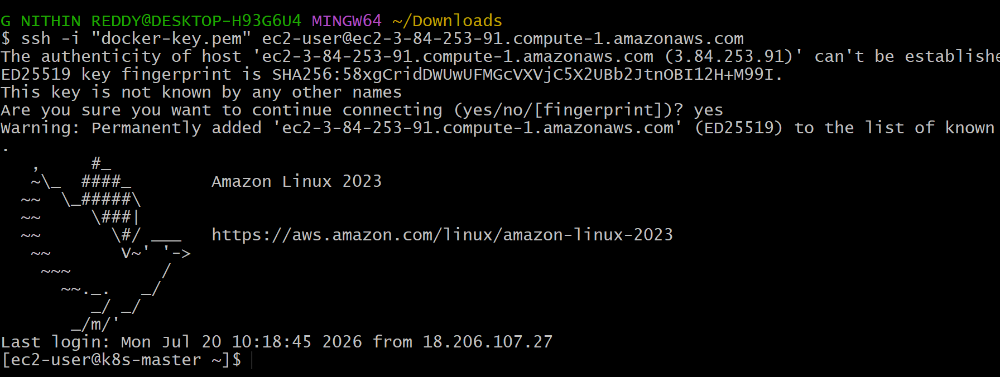 G NITHIN REDDY@DESKTOP-H93G6U4 MINGW64 ~/Downloads
$ ssh -i "docker-key.pem" ec2-user@ec2-3-84-253-91.compute-1.amazonaws.com
The authenticity of host 'ec2-3-84-253-91.compute-1.amazonaws.com (3.84.253.91)' can't be establishe
ED25519 key fingerprint is SHA256:58xgCridDWUwUFMGcVXVjC5X2UBb2JtnOBI12H+M99I.
This key is not known by any other names
Are you sure you want to continue connecting (yes/no/[fingerprint])? yes
Warning: Permanently added 'ec2-3-84-253-91.compute-1.amazonaws.com' (ED25519) to the list of known
.
   ,     #_
   ~\_  ####_        Amazon Linux 2023
  ~~  \_#####\
  ~~     \###|
  ~~       \#/ ___   https://aws.amazon.com/linux/amazon-linux-2023
   ~~       V~' '->
    ~~~         /
      ~~._.   _/
         _/ _/
       _/m/'
Last login: Mon Jul 20 10:18:45 2026 from 18.206.107.27
[ec2-user@k8s-master ~]$